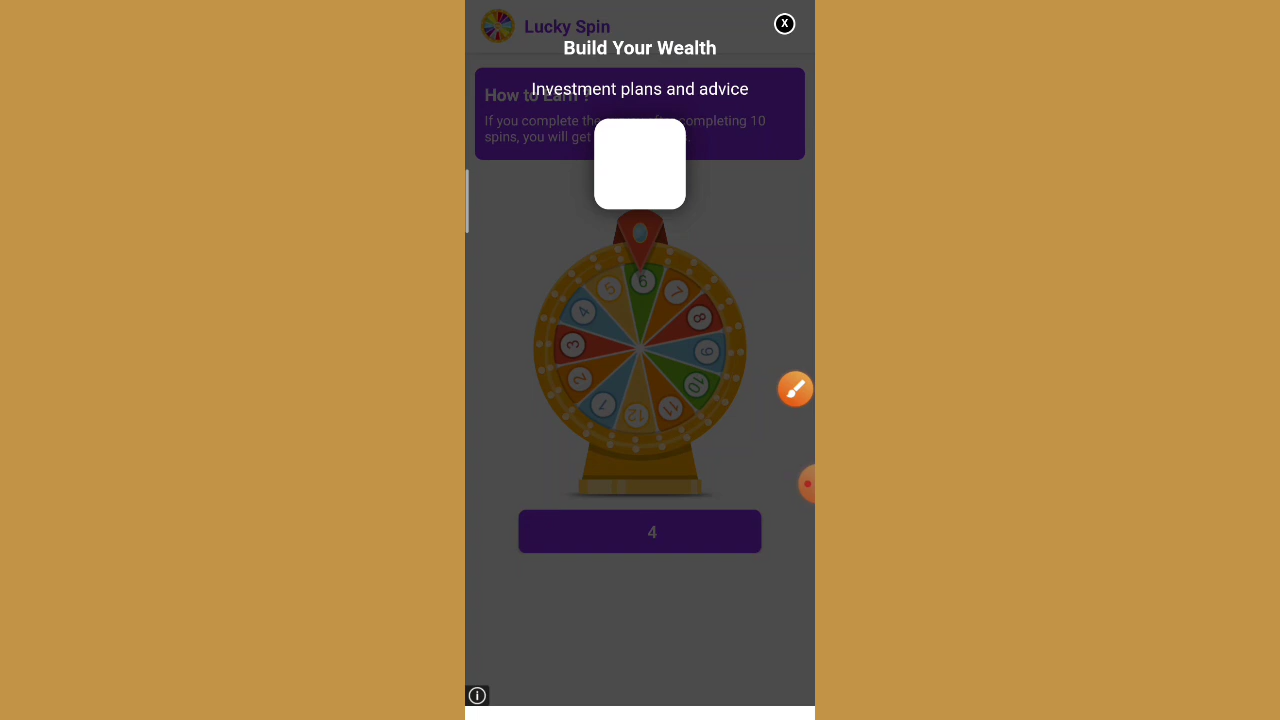 Lucky Spin
X
Build Your Wealth
How to Earn ?
Investment plans and advice
If you complete the completing 10
spins, you will get
6
5
7
4
8
3
9
2
10
1
12
11
4
i